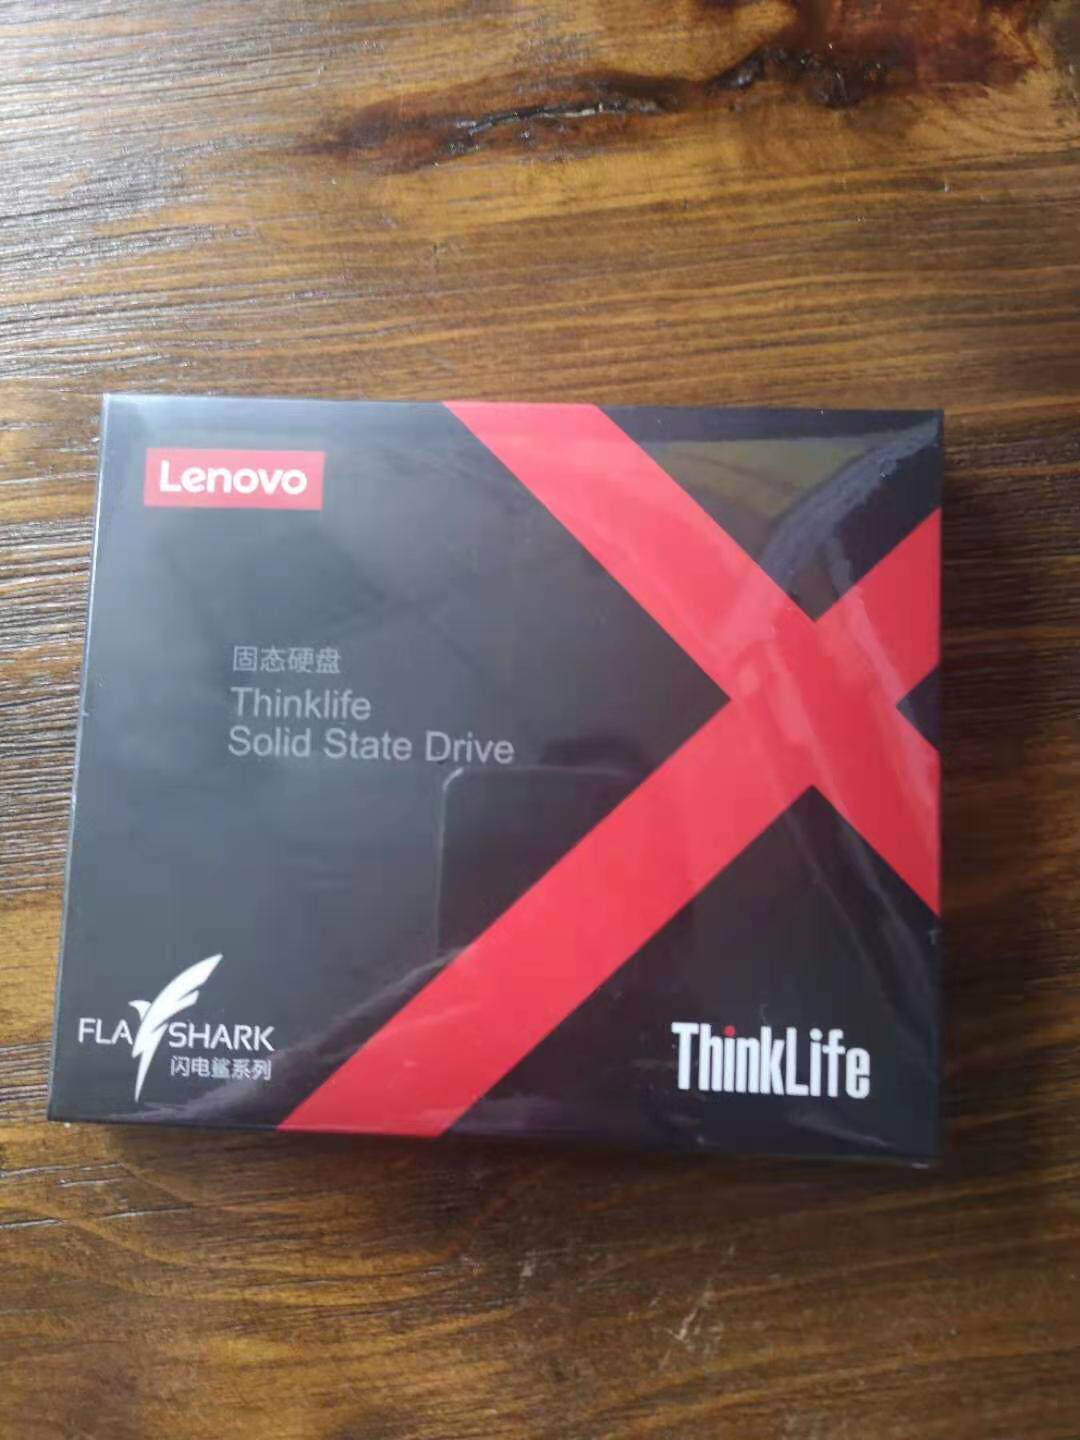 Lenovo
固态硬盘
Thinklife
Solid State Drive
FLASHARK
闪电鲨系列
ThinkLife